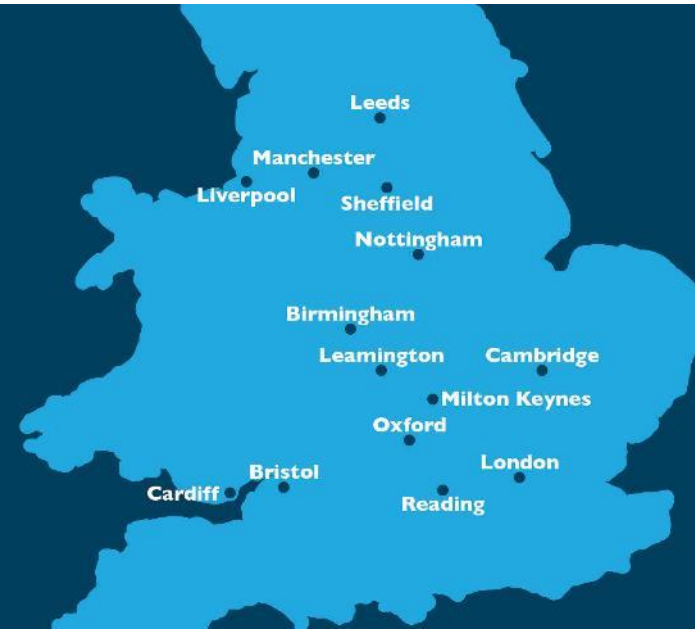 Leeds
Manchester
Liverpool
Sheffield
Nottingham
Birmingham
Leamington
Cambridge
Milton Keynes
Oxford
London
Bristol
Cardiff
Reading